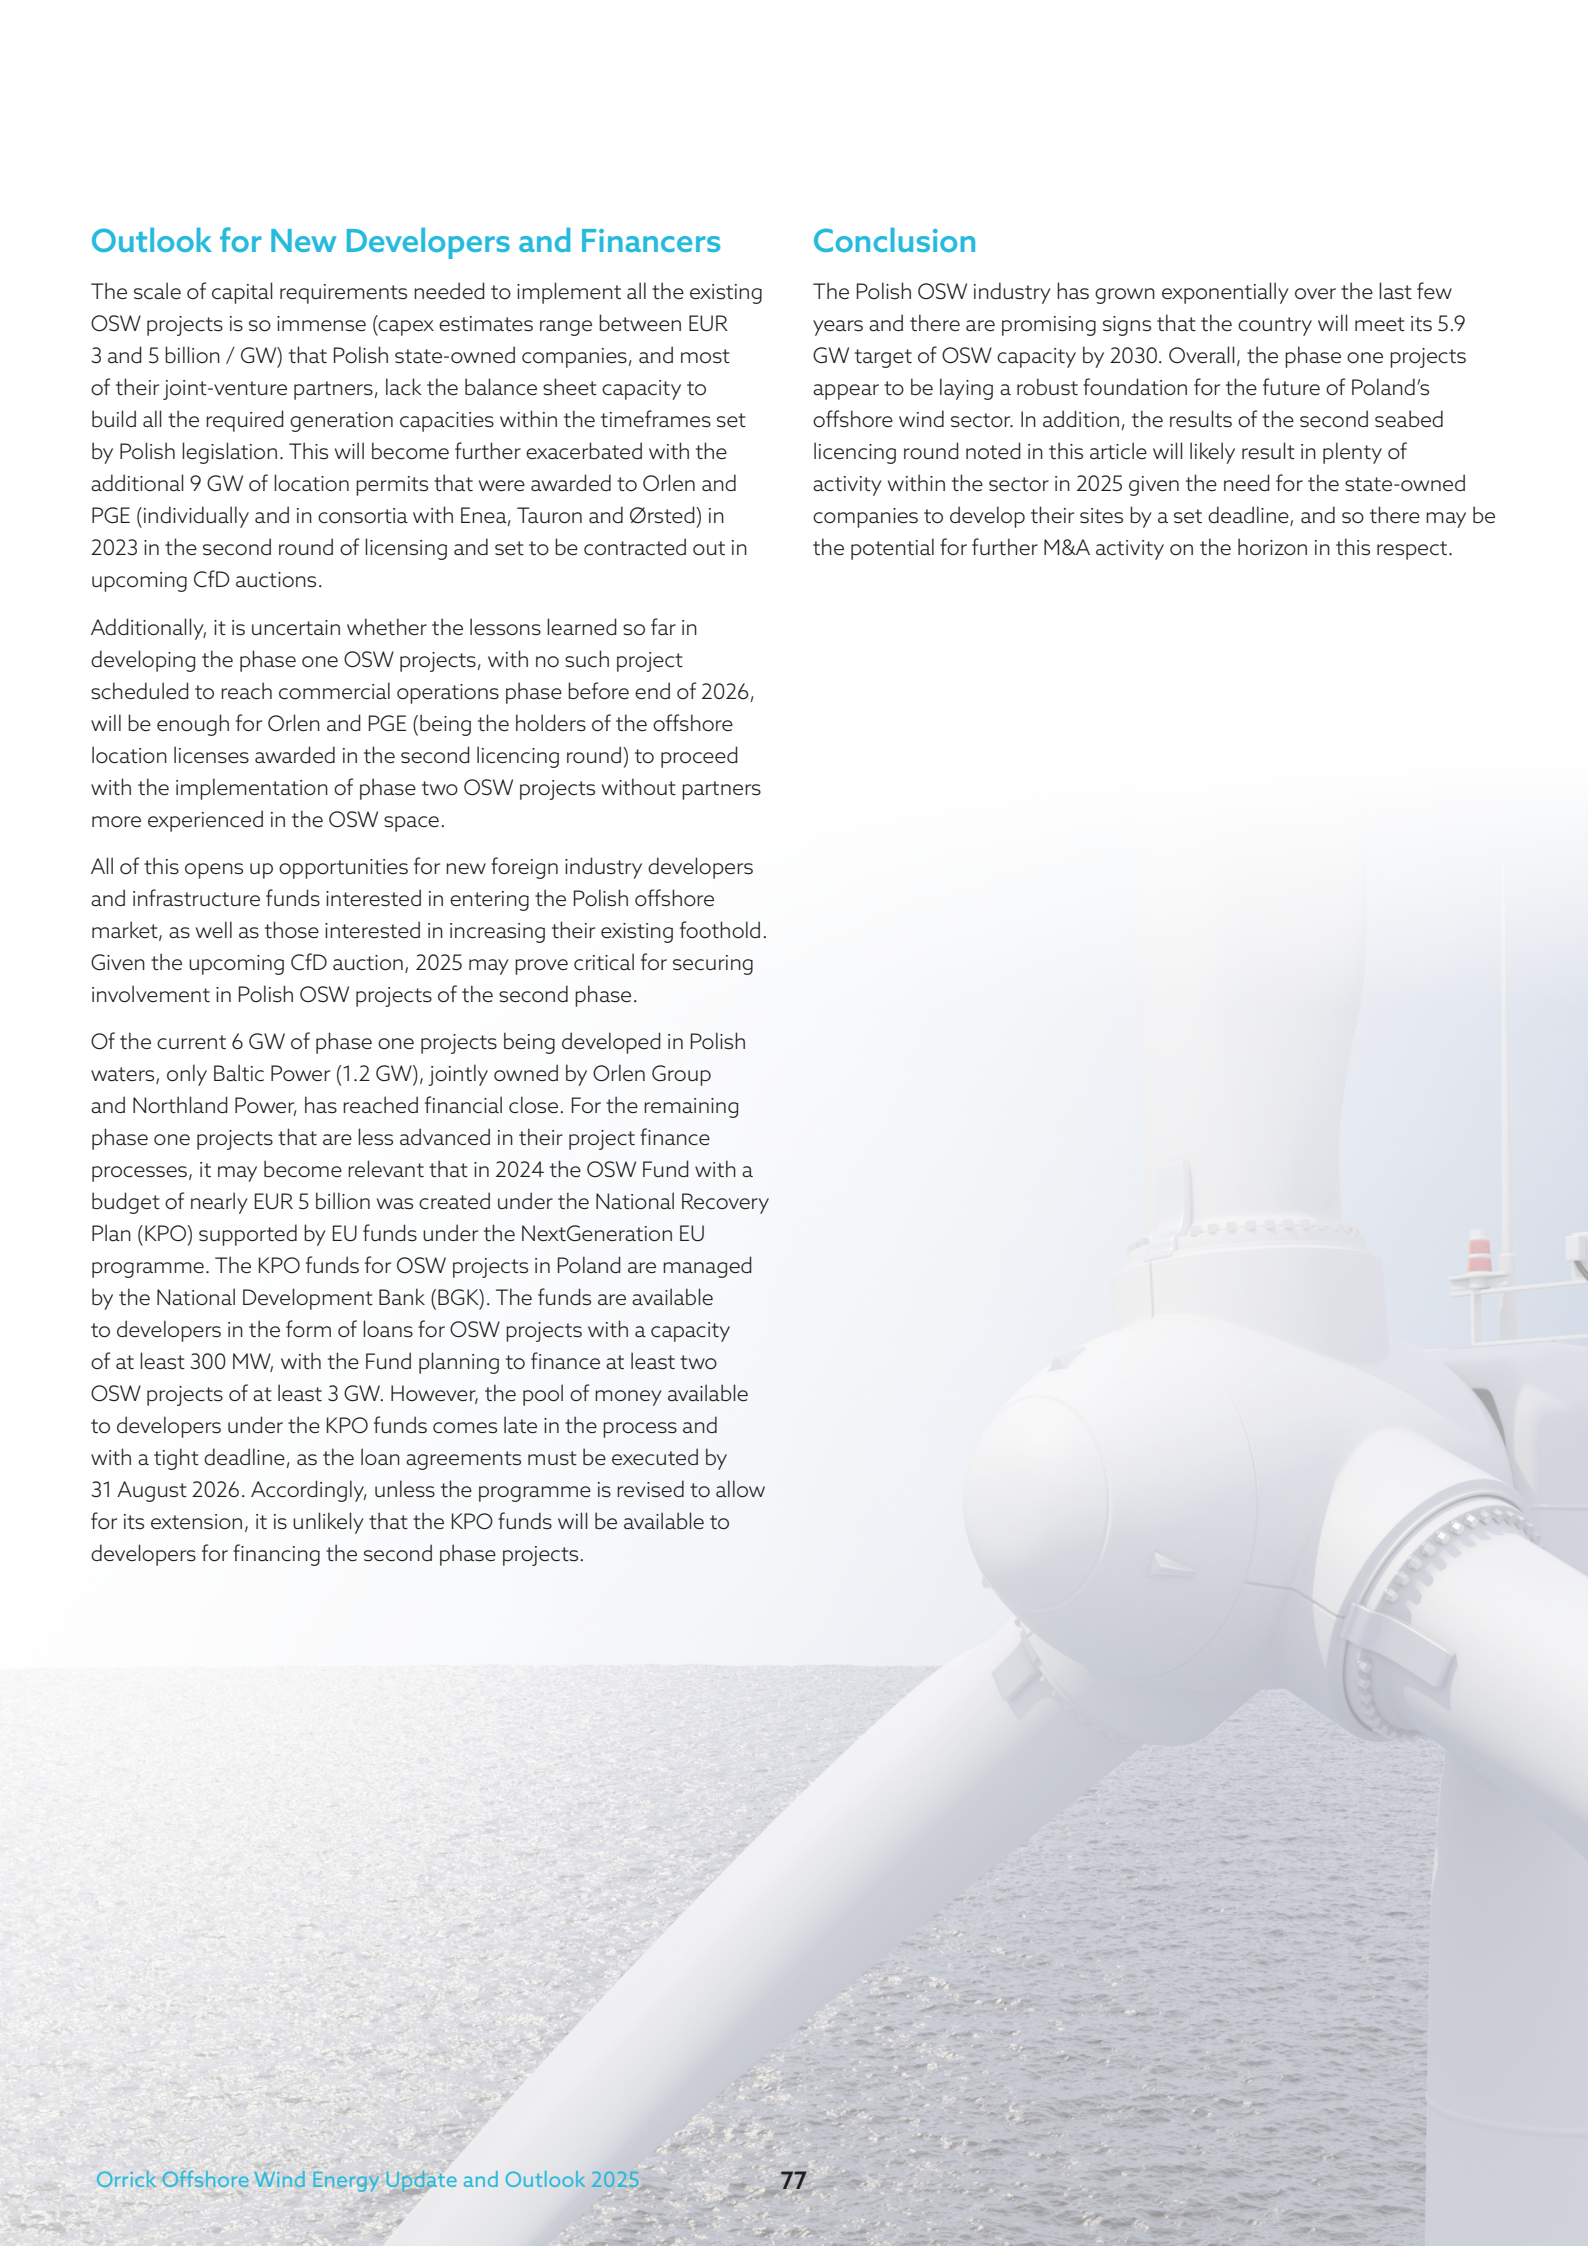 Outlook for New Developers and Financers
The scale of capital requirements needed to implement all the existing
OSW projects is so immense (capex estimates range between EUR
3 and 5 billion / GW) that Polish state-owned companies, and most
of their joint-venture partners, lack the balance sheet capacity to
build all the required generation capacities within the timeframes set
by Polish legislation. This will become further exacerbated with the
additional 9 GW of location permits that were awarded to Orlen and
PGE (individually and in consortia with Enea, Tauron and Ørsted) in
2023 in the second round of licensing and set to be contracted out in
upcoming CfD auctions.
Additionally, it is uncertain whether the lessons learned so far in
developing the phase one OSW projects, with no such project
scheduled to reach commercial operations phase before end of 2026,
will be enough for Orlen and PGE (being the holders of the offshore
location licenses awarded in the second licencing round) to proceed
with the implementation of phase two OSW projects without partners
more experienced in the OSW space.
All of this opens up opportunities for new foreign industry developers
and infrastructure funds interested in entering the Polish offshore
market, as well as those interested in increasing their existing foothold.
Given the upcoming CfD auction, 2025 may prove critical for securing
involvement in Polish OSW projects of the second phase.
Of the current 6 GW of phase one projects being developed in Polish
waters, only Baltic Power (1.2 GW), jointly owned by Orlen Group
and Northland Power, has reached financial close. For the remaining
phase one projects that are less advanced in their project finance
processes, it may become relevant that in 2024 the OSW Fund with a
budget of nearly EUR 5 billion was created under the National Recovery
Plan (KPO) supported by EU funds under the NextGeneration EU
programme. The KPO funds for OSW projects in Poland are managed
by the National Development Bank (BGK). The funds are available
to developers in the form of loans for OSW projects with a capacity
of at least 300 MW, with the Fund planning to finance at least two
OSW projects of at least 3 GW. However, the pool of money available
to developers under the KPO funds comes late in the process and
with a tight deadline, as the loan agreements must be executed by
31 August 2026. Accordingly, unless the programme is revised to allow
for its extension, it is unlikely that the KPO funds will be available to
developers for financing the second phase projects.
Conclusion
The Polish OSW industry has grown exponentially over the last few
years and there are promising signs that the country will meet its 5.9
GW target of OSW capacity by 2030. Overall, the phase one projects
appear to be laying a robust foundation for the future of Poland’s
offshore wind sector. In addition, the results of the second seabed
licencing round noted in this article will likely result in plenty of
activity within the sector in 2025 given the need for the state-owned
companies to develop their sites by a set deadline, and so there may be
the potential for further M&A activity on the horizon in this respect.
Orrick Offshore Wind Energy Update and Outlook 2025
77